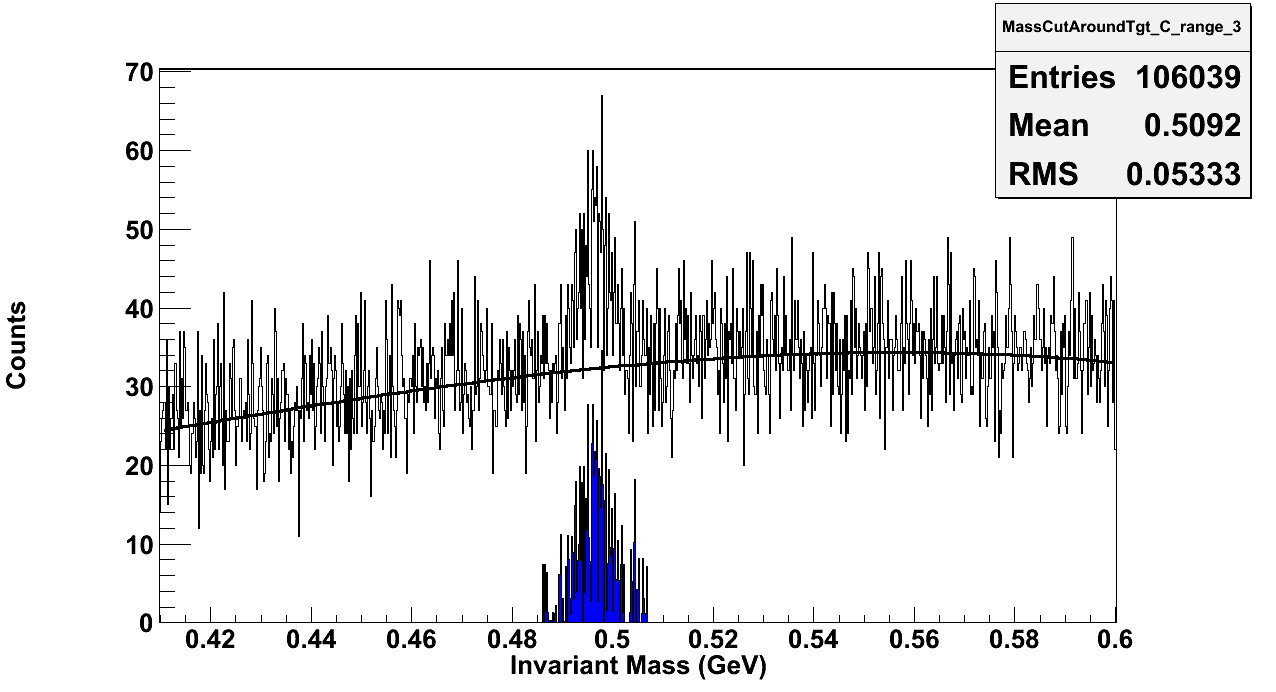 MassCutAroundTgt_C_range_3
Entries 106039
Mean 0.5092
RMS 0.05333
70
60
50
40
30
20
10
0
Counts
0.42 0.44 0.46 0.48 0.5 0.52 0.54 0.56 0.58 0.6
Invariant Mass (GeV)